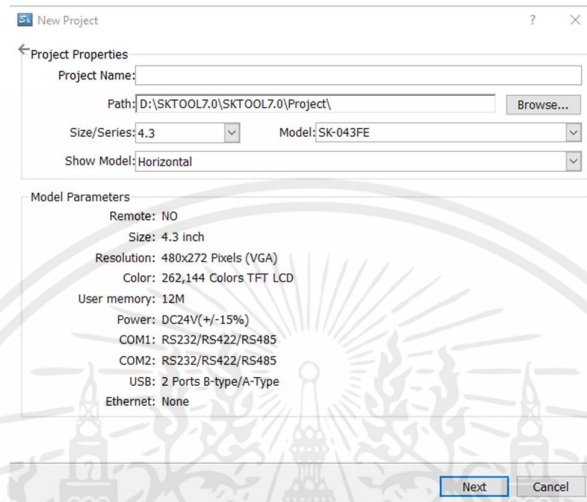 SK New Project ? ×
Project Properties
Project Name:
Path: D:\SKTOOL7.0\SKTOOL7.0\Project\ Browse...
Size/Series: 4.3 Model: SK-043FE
Show Model: Horizontal
Model Parameters
Remote: NO
Size: 4.3 inch
Resolution: 480x272 Pixels (VGA)
Color: 262,144 Colors TFT LCD
User memory: 12M
Power: DC24V(+/-15%)
COM1: RS232/RS422/RS485
COM2: RS232/RS422/RS485
USB: 2 Ports B-type/A-Type
Ethernet: None
Next Cancel